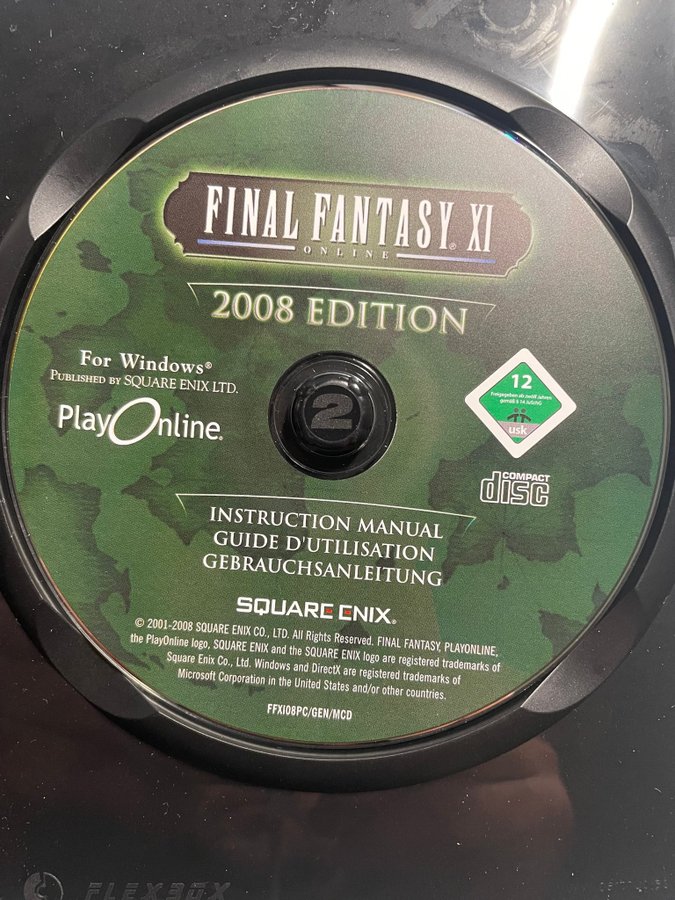 FINAL FANTASY® XI
ONLINE
2008 EDITION
For Windows®
PUBLISHED BY SQUARE ENIX LTD.
PlayOnline®
2
12
Freigegeben ab zwölf Jahren
gemäß § 14 JuSchG
usk
COMPACT
disc
INSTRUCTION MANUAL
GUIDE D'UTILISATION
GEBRAUCHSANLEITUNG
SQUARE ENIX®
© 2001-2008 SQUARE ENIX CO., LTD. All Rights Reserved. FINAL FANTASY, PLAYONLINE,
the PlayOnline logo, SQUARE ENIX and the SQUARE ENIX logo are registered trademarks of
Square Enix Co., Ltd. Windows and DirectX are registered trademarks of
Microsoft Corporation in the United States and/or other countries.
FFXI08PC/GEN/MCD
FLEXBOX